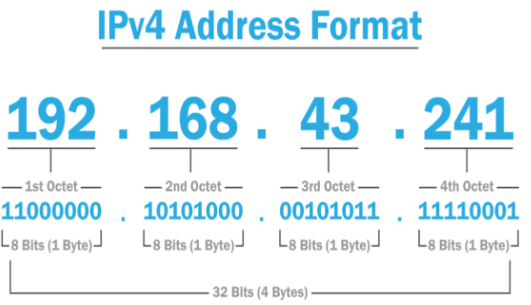 IPv4 Address Format
192 . 168 . 43 . 241
1st Octet 2nd Octet 3rd Octet 4th Octet
11000000 . 10101000 . 00101011 . 11110001
8 Bits (1 Byte) 8 Bits (1 Byte) 8 Bits (1 Byte) 8 Bits (1 Byte)
32 Bits (4 Bytes)